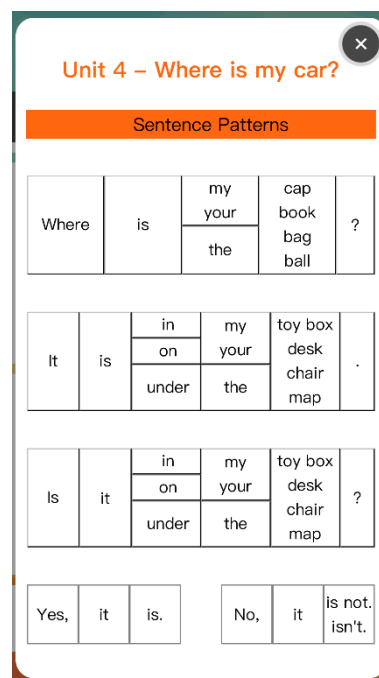 Unit 4 – Where is my car?
Sentence Patterns
Where is my your the cap book bag ball ?
It is in on under my your the toy box desk chair map .
Is it in on under my your the toy box desk chair map ?
Yes, it is.
No, it is not. isn't.